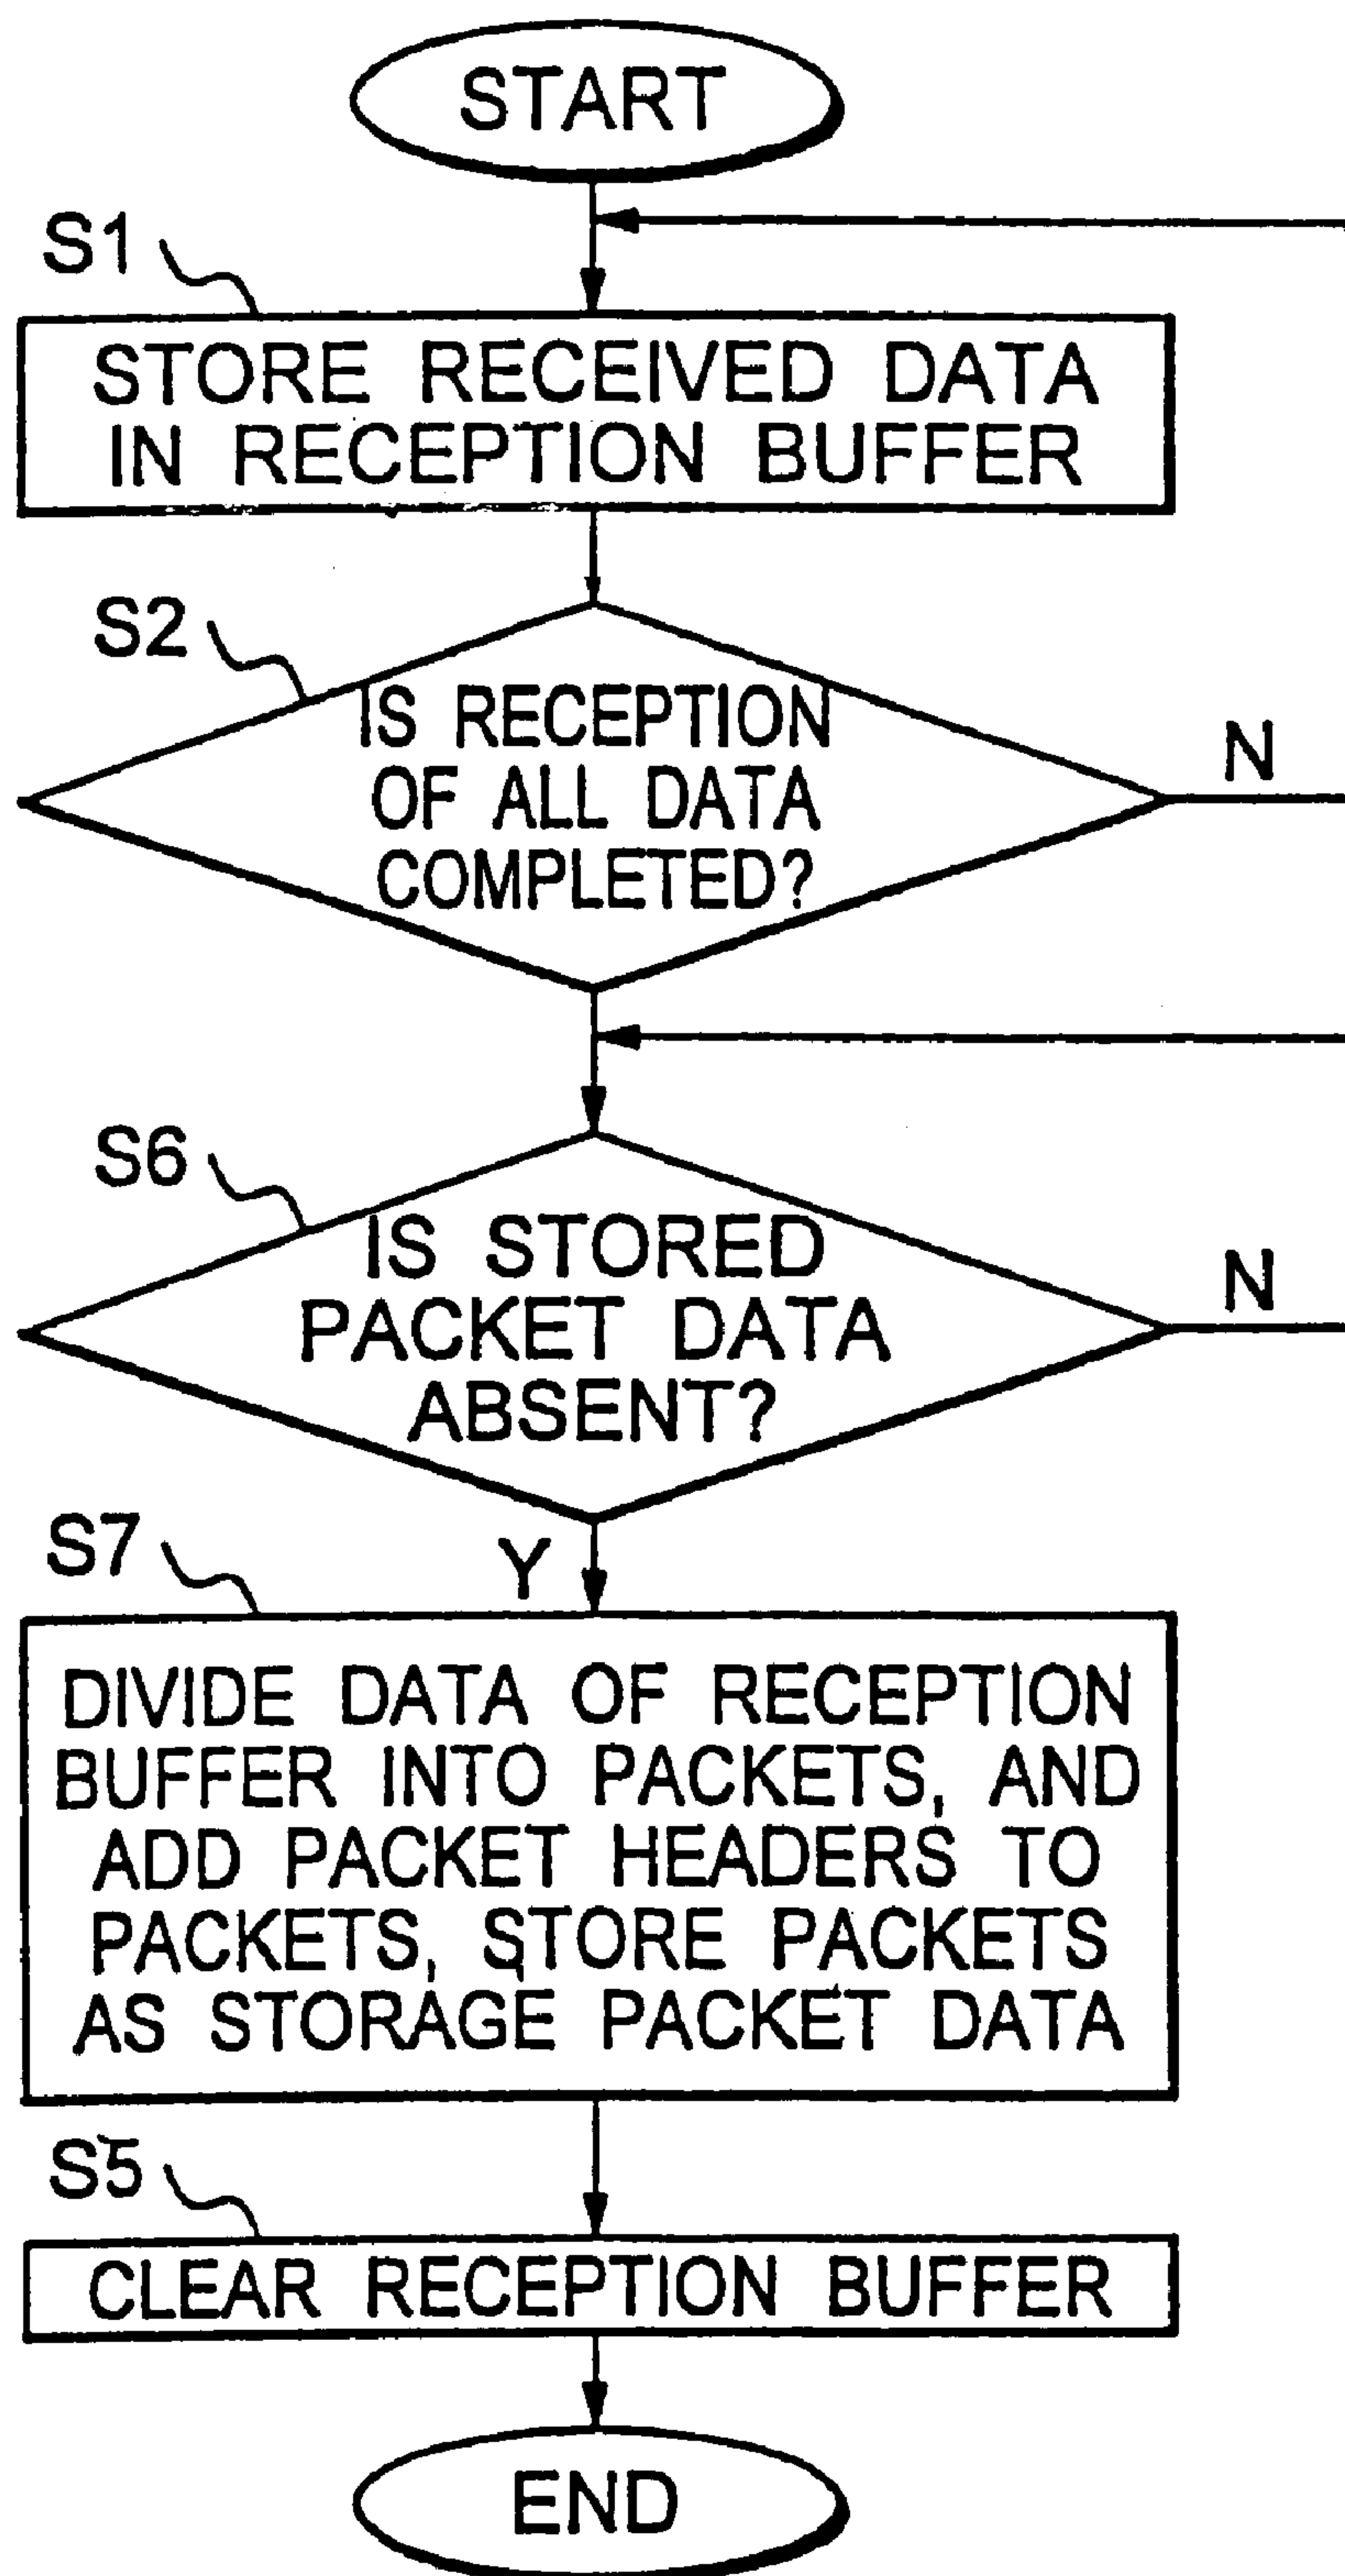 START
S1
STORE RECEIVED DATA
IN RECEPTION BUFFER
S2
IS RECEPTION
OF ALL DATA
COMPLETED?
N
S6
IS STORED
PACKET DATA
ABSENT?
N
Y
S7
DIVIDE DATA OF RECEPTION
BUFFER INTO PACKETS, AND
ADD PACKET HEADERS TO
PACKETS, STORE PACKETS
AS STORAGE PACKET DATA
S5
CLEAR RECEPTION BUFFER
END